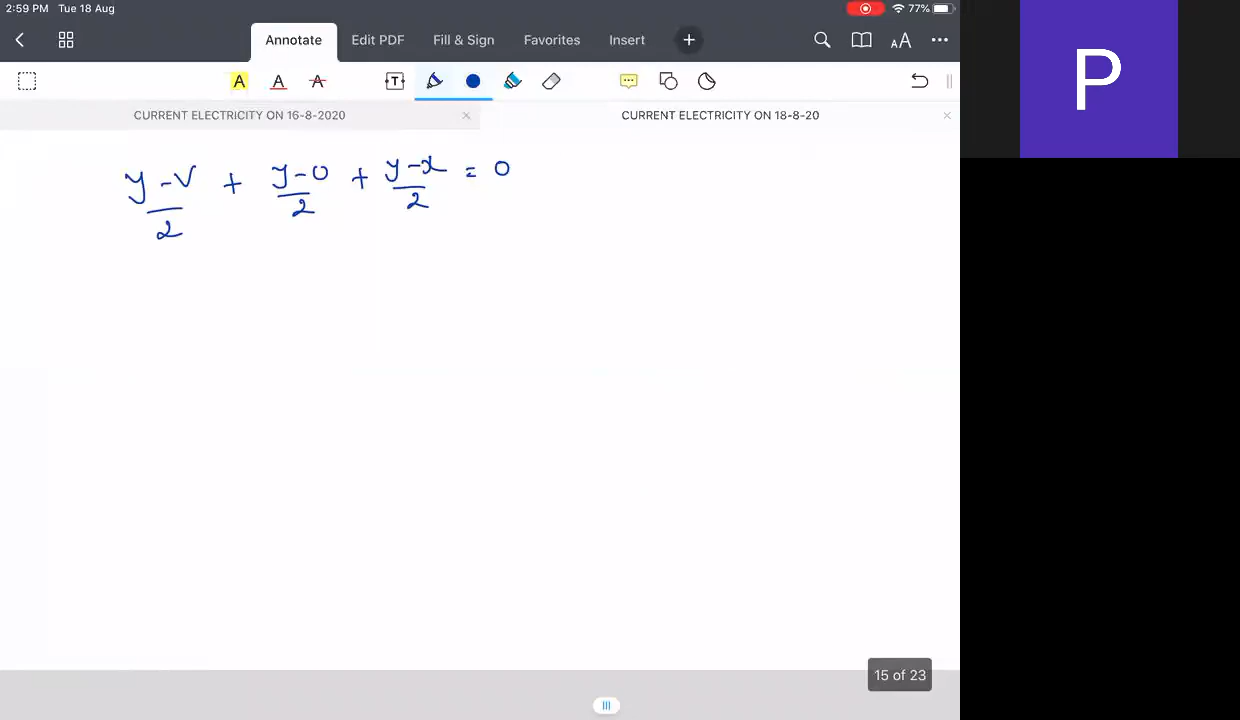 2:59 PM Tue 18 Aug 77%
Annotate Edit PDF Fill & Sign Favorites Insert
CURRENT ELECTRICITY ON 16-8-2020 CURRENT ELECTRICITY ON 18-8-20
y-V/2 + y-0/2 + y-x/2 = 0
15 of 23
P